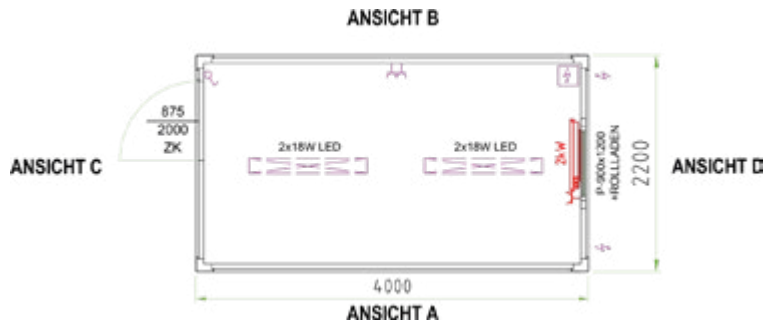 ANSICHT B
875
2000
ZK
2x18W LED
2x18W LED
2kW
P-900x1200
+ROLLLADEN
2200
ANSICHT C
ANSICHT D
4000
ANSICHT A